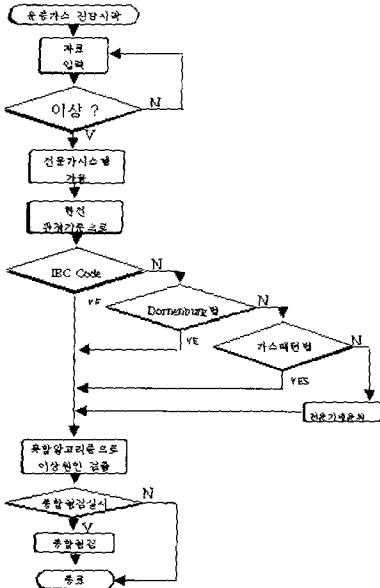 유중가스 진단시작
자료
입력
이상 ?
N
Y
전문가시스템
가동
한전
판정기준으로
IEC Code
N
YE
Dornenburg 법
N
YE
가스패턴법
N
YES
융합알고리즘으로
이상원인 검출
종합점검실시
N
Y
종합점검
종료